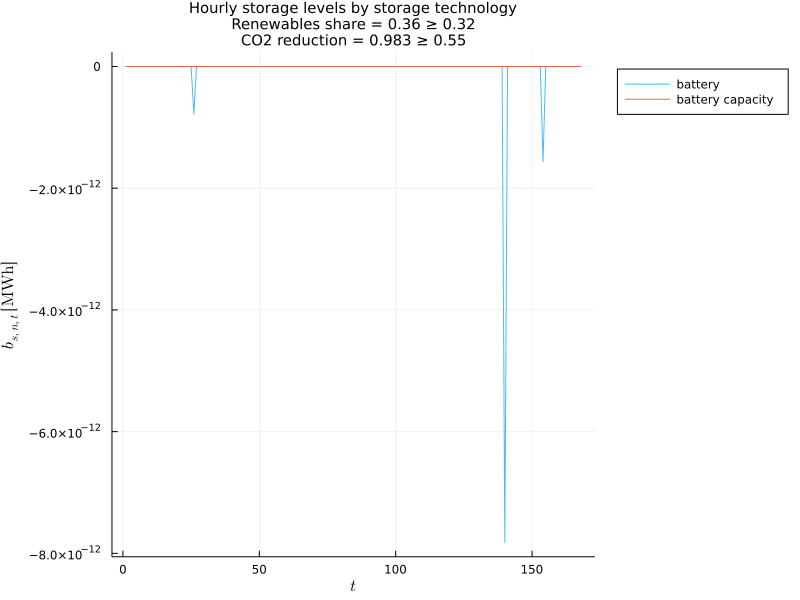 Hourly storage levels by storage technology
Renewables share = 0.36 ≥ 0.32
CO2 reduction = 0.983 ≥ 0.55
0
−2.0×10⁻¹²
−4.0×10⁻¹²
−6.0×10⁻¹²
−8.0×10⁻¹²
b_{s, n, t} [MWh]
0
50
100
150
t
battery
battery capacity